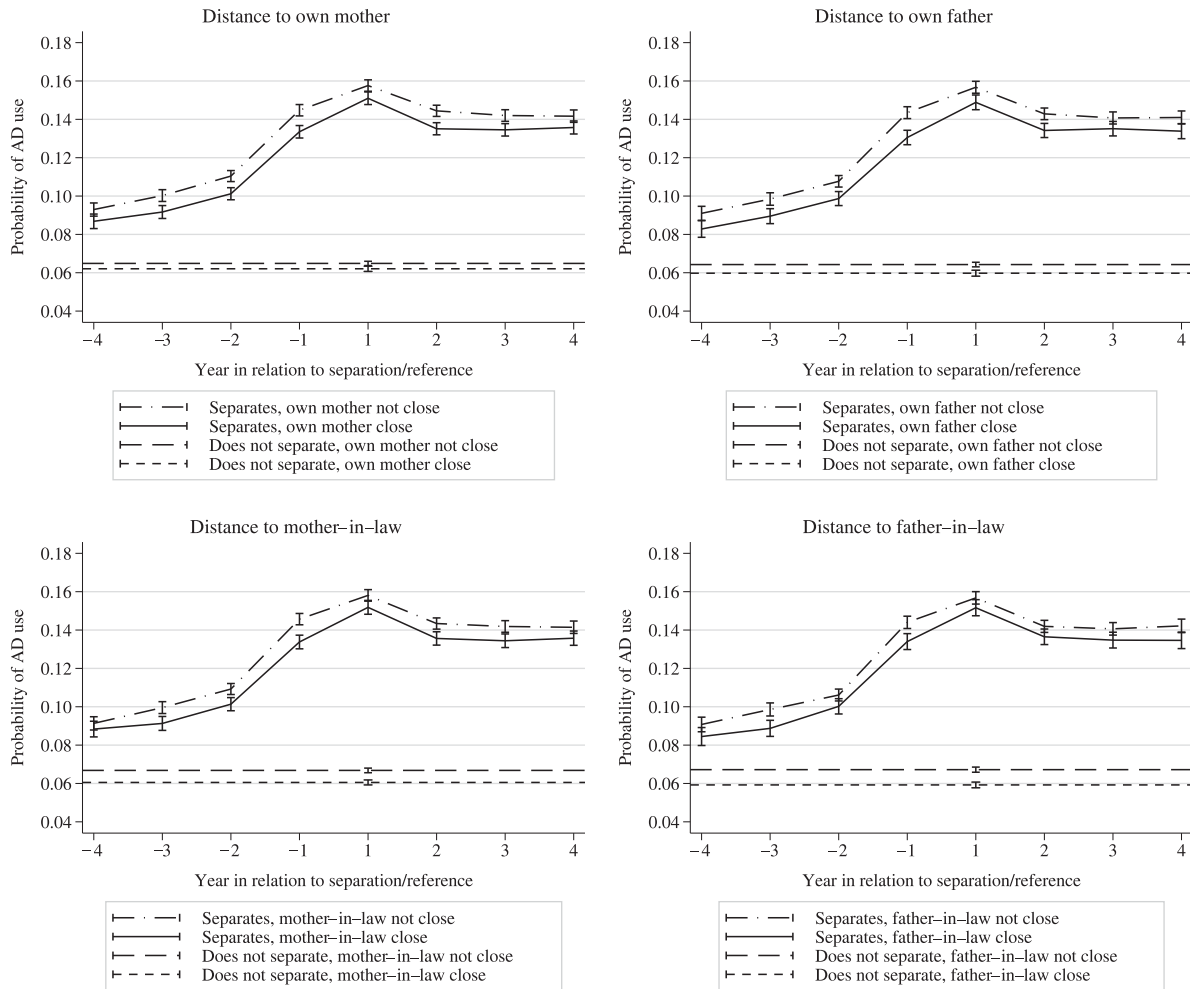 Distance to own mother
Probability of AD use
0.18
0.16
0.14
0.12
0.10
0.08
0.06
0.04
−4 −3 −2 −1 1 2 3 4
Year in relation to separation/reference
Separates, own mother not close
Separates, own mother close
Does not separate, own mother not close
Does not separate, own mother close
Distance to own father
Probability of AD use
0.18
0.16
0.14
0.12
0.10
0.08
0.06
0.04
−4 −3 −2 −1 1 2 3 4
Year in relation to separation/reference
Separates, own father not close
Separates, own father close
Does not separate, own father not close
Does not separate, own father close
Distance to mother−in−law
Probability of AD use
0.18
0.16
0.14
0.12
0.10
0.08
0.06
0.04
−4 −3 −2 −1 1 2 3 4
Year in relation to separation/reference
Separates, mother−in−law not close
Separates, mother−in−law close
Does not separate, mother−in−law not close
Does not separate, mother−in−law close
Distance to father−in−law
Probability of AD use
0.18
0.16
0.14
0.12
0.10
0.08
0.06
0.04
−4 −3 −2 −1 1 2 3 4
Year in relation to separation/reference
Separates, father−in−law not close
Separates, father−in−law close
Does not separate, father−in−law not close
Does not separate, father−in−law close